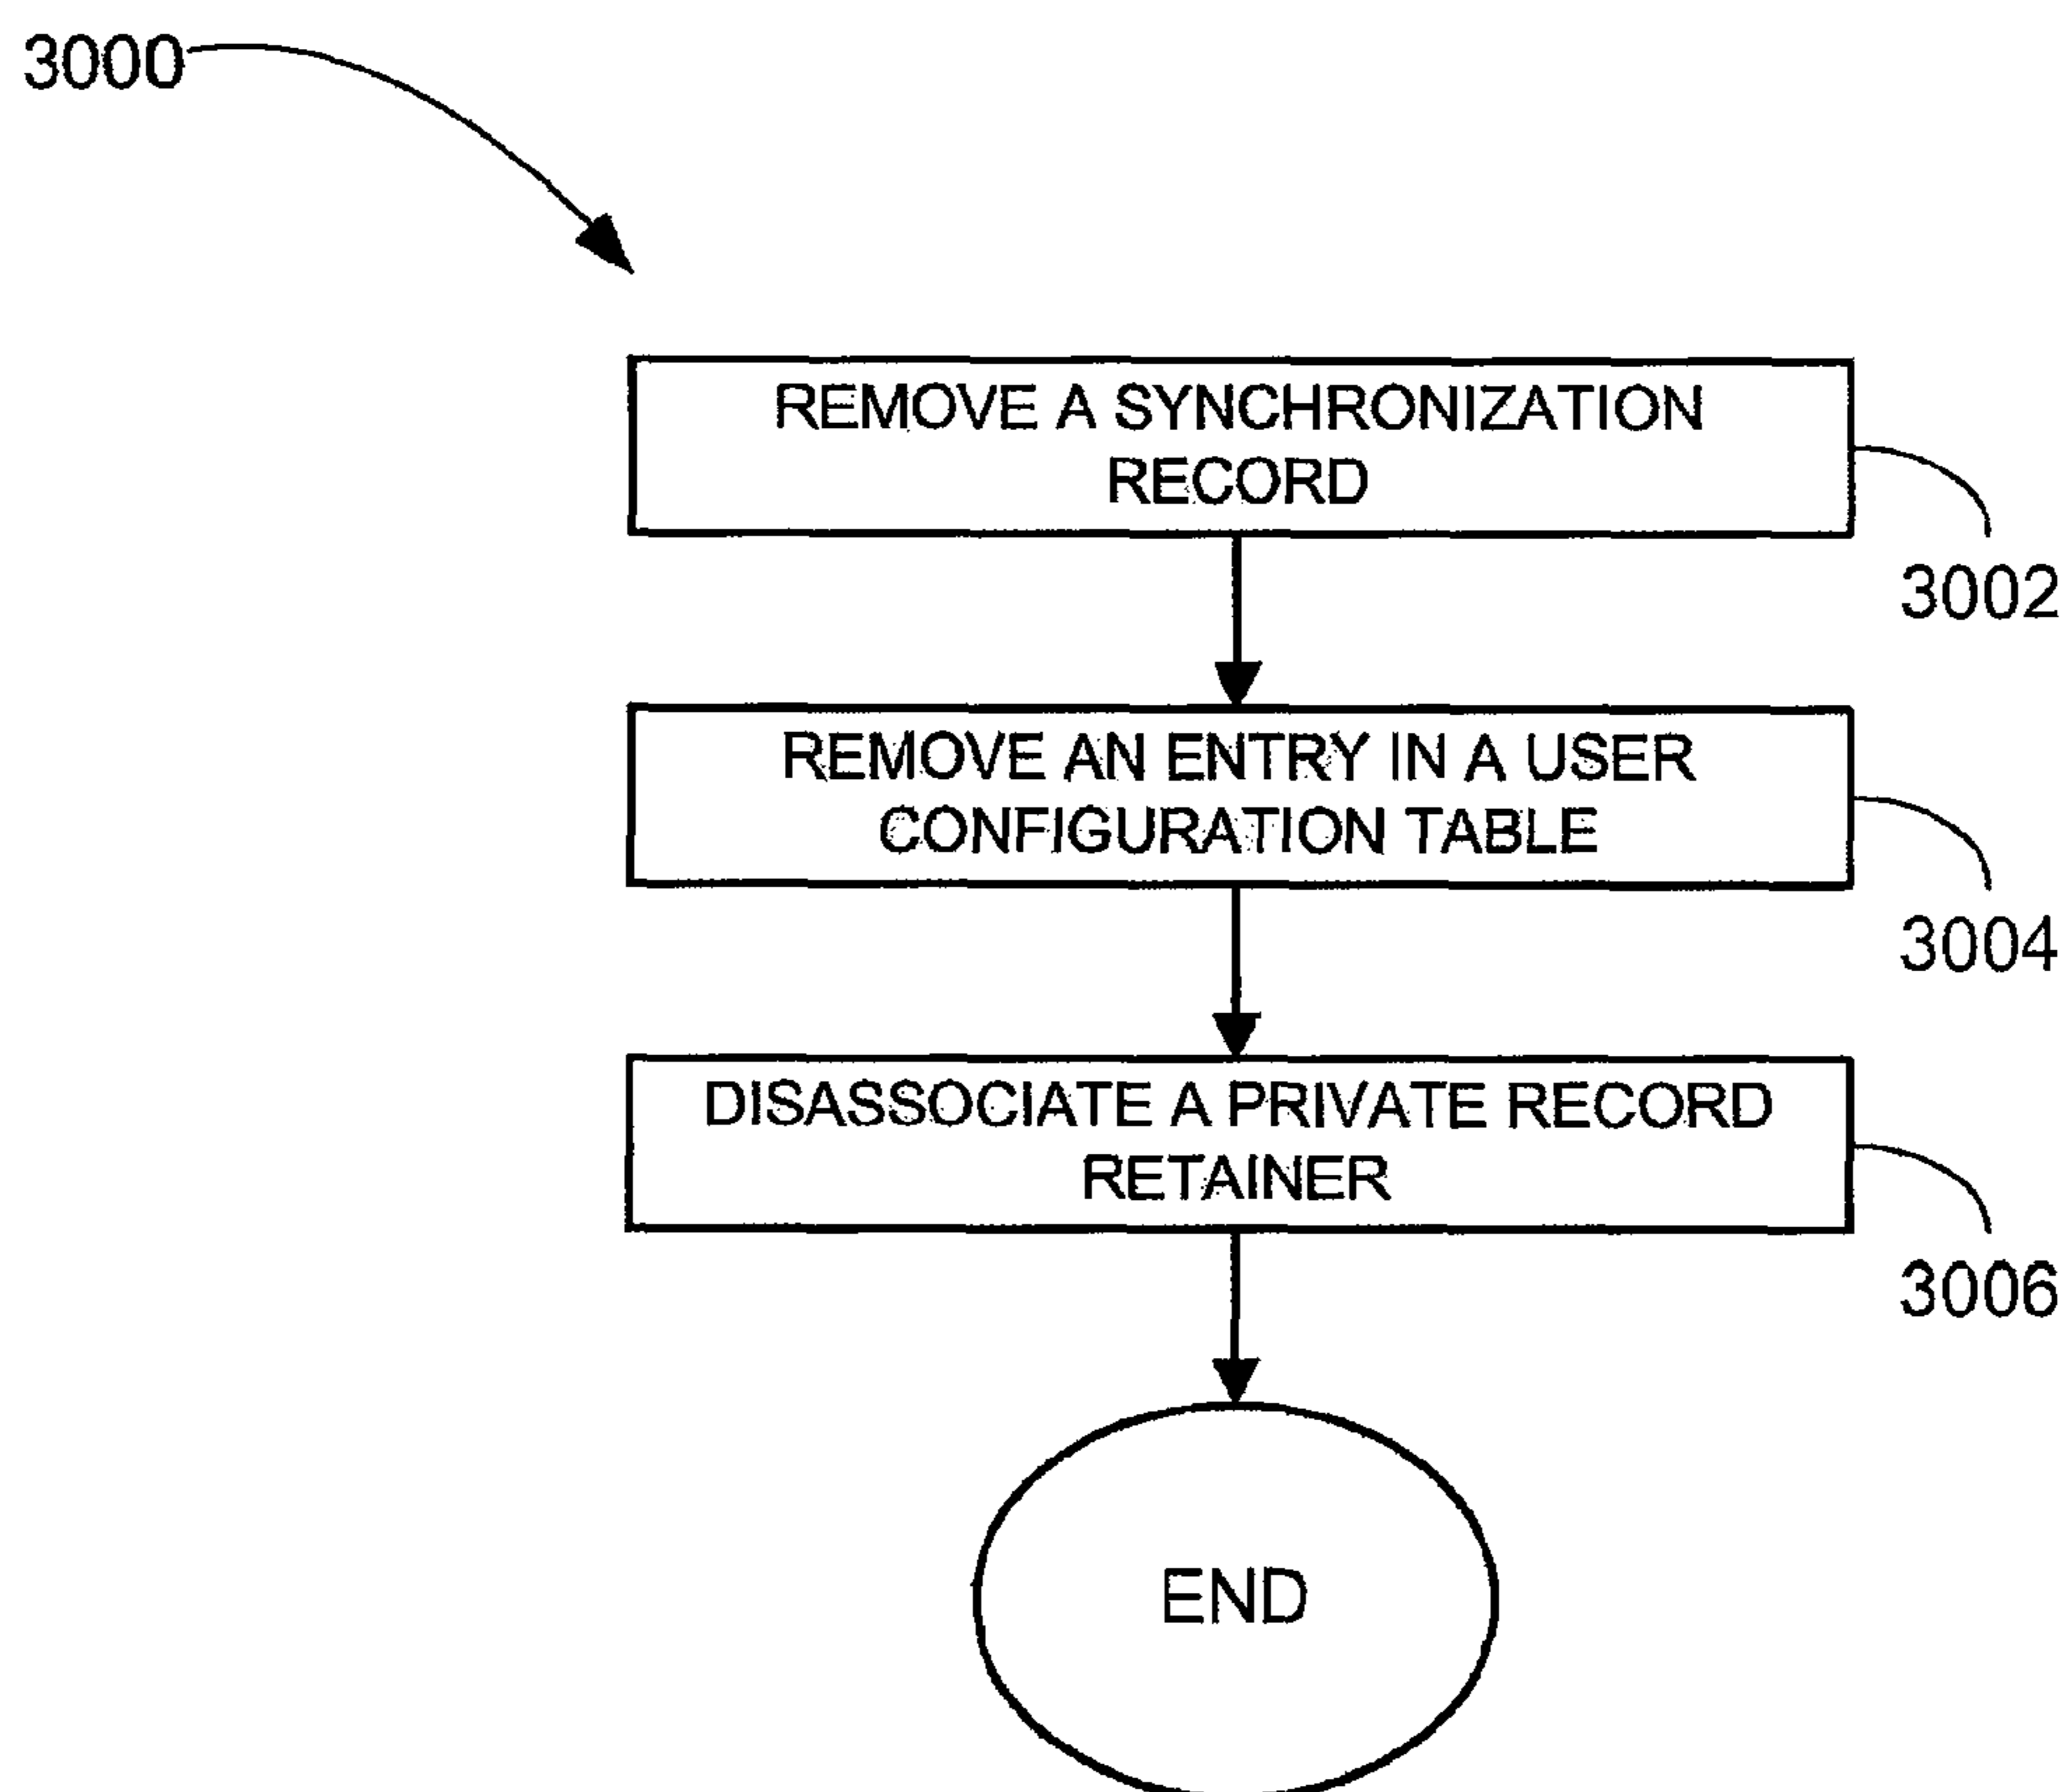 3000
REMOVE A SYNCHRONIZATION
RECORD
3002
REMOVE AN ENTRY IN A USER
CONFIGURATION TABLE
3004
DISASSOCIATE A PRIVATE RECORD
RETAINER
3006
END